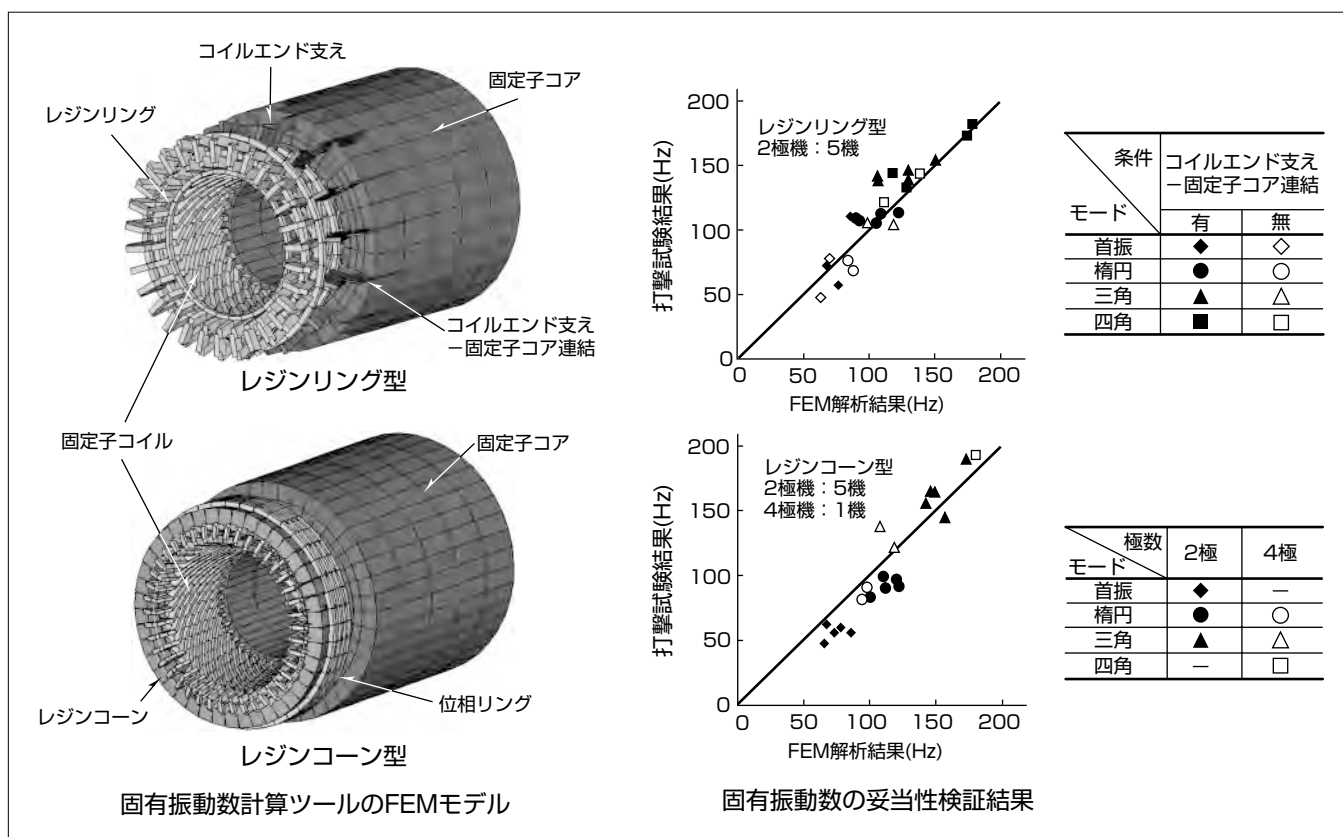 コイルエンド支え
固定子コア
レジンリング
コイルエンド支え
－固定子コア連結
レジンリング型
固定子コイル
固定子コア
位相リング
レジンコーン
レジンコーン型
固有振動数計算ツールのFEMモデル
打撃試験結果(Hz)
200
150
100
50
0
レジンリング型
2極機：5機
0
50
100
150
200
FEM解析結果(Hz)
条件
モード
コイルエンド支え
－固定子コア連結
有
無
首振 ◆ ◇
楕円 ● ○
三角 ▲ △
四角 ■ □
打撃試験結果(Hz)
200
150
100
50
0
レジンコーン型
2極機：5機
4極機：1機
0
50
100
150
200
FEM解析結果(Hz)
極数
モード
2極
4極
首振 ◆ －
楕円 ● ○
三角 ▲ △
四角 － □
固有振動数の妥当性検証結果